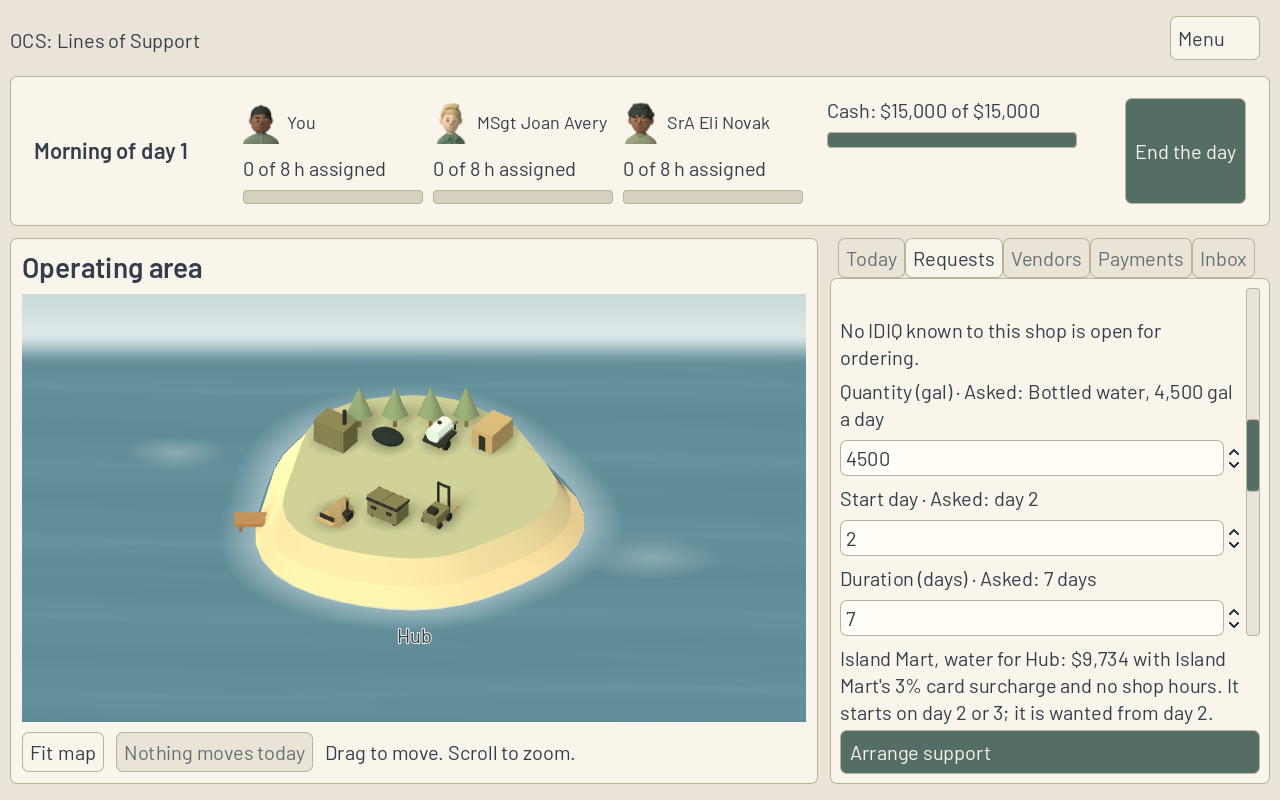 OCS: Lines of Support
Menu
Morning of day 1
You
0 of 8 h assigned
MSgt Joan Avery
0 of 8 h assigned
SrA Eli Novak
0 of 8 h assigned
Cash: $15,000 of $15,000
End the day
Operating area
Hub
Fit map
Nothing moves today
Drag to move. Scroll to zoom.
Today
Requests
Vendors
Payments
Inbox
No IDIQ known to this shop is open for
ordering.
Quantity (gal) · Asked: Bottled water, 4,500 gal
a day
4500
Start day · Asked: day 2
2
Duration (days) · Asked: 7 days
7
Island Mart, water for Hub: $9,734 with Island
Mart's 3% card surcharge and no shop hours. It
starts on day 2 or 3; it is wanted from day 2.
Arrange support